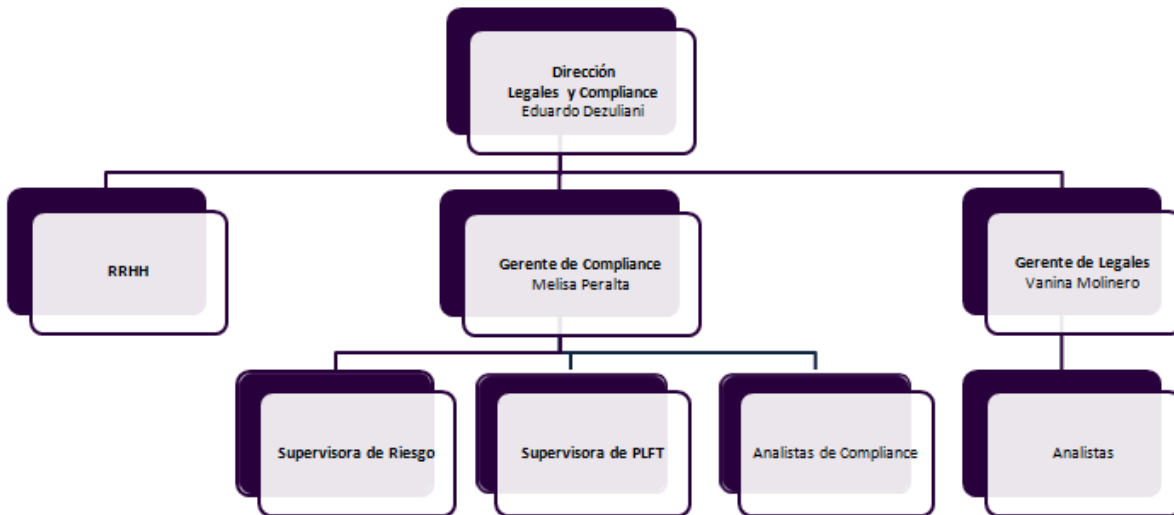 Dirección
Legales y Compliance
Eduardo Dezuliani
RRHH
Gerente de Compliance
Melisa Peralta
Gerente de Legales
Vanina Molinero
Supervisora de Riesgo
Supervisora de PLFT
Analistas de Compliance
Analistas